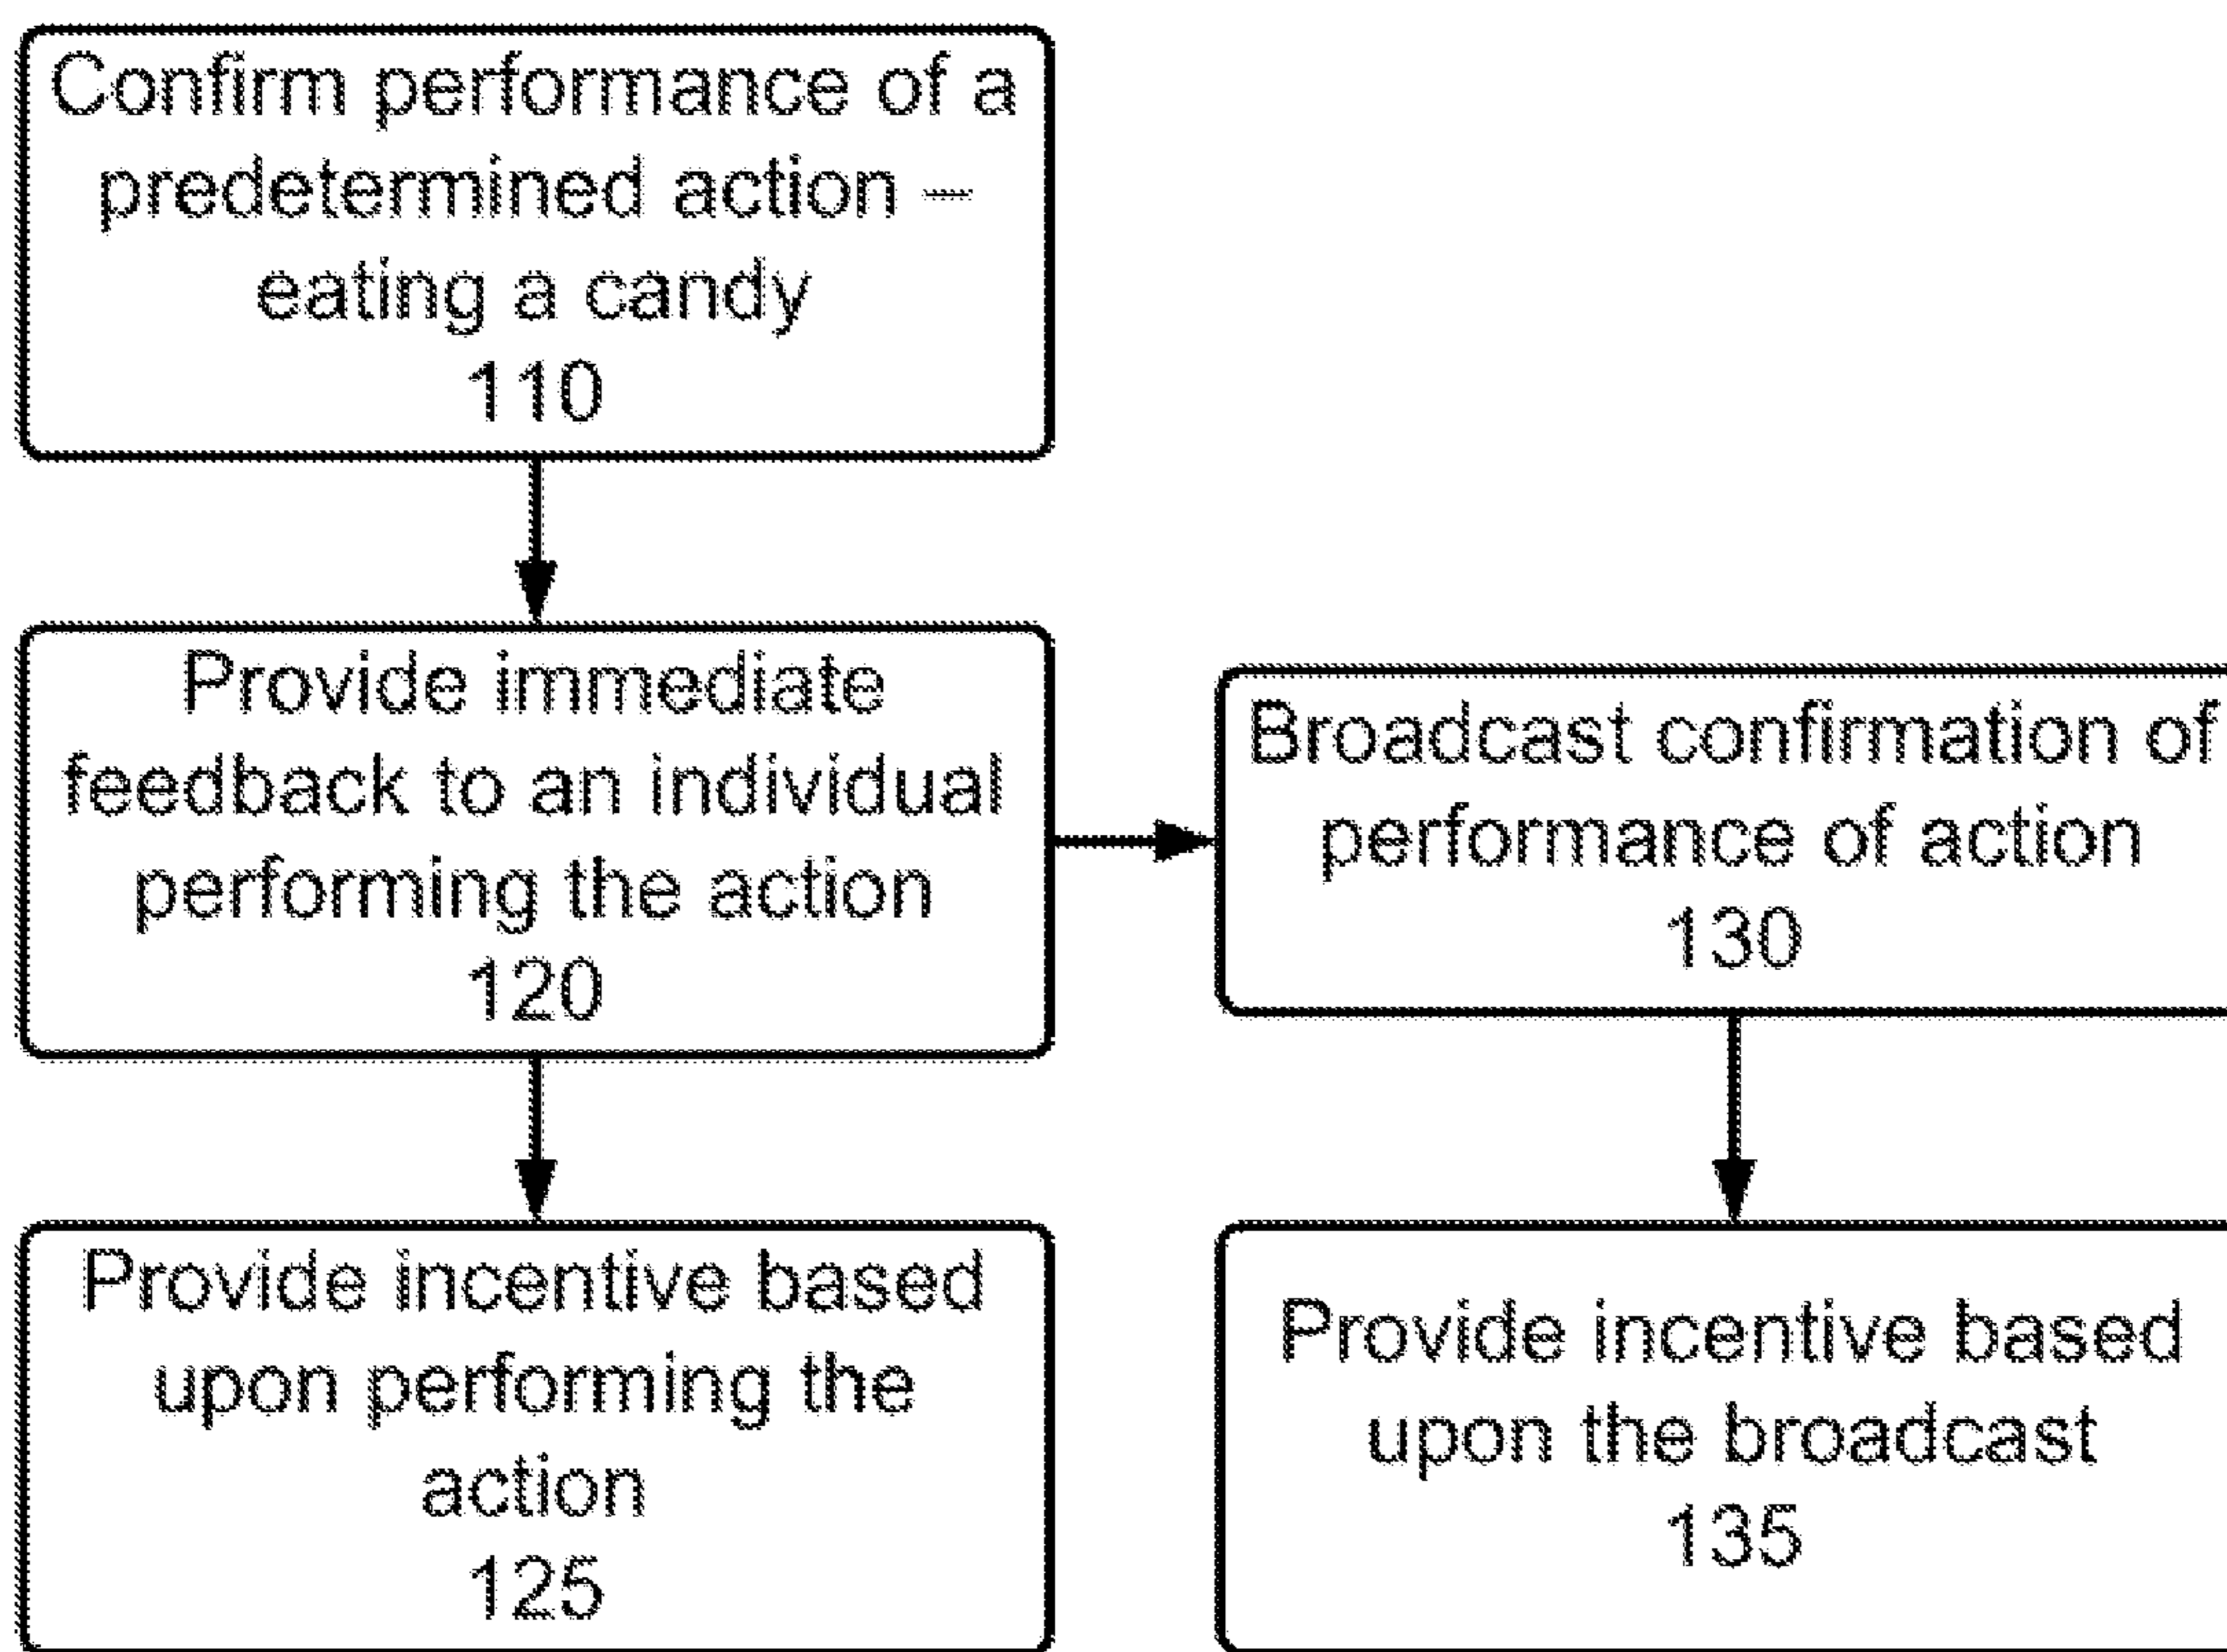 Confirm performance of a
predetermined action –
eating a candy
110
Provide immediate
feedback to an individual
performing the action
120
Broadcast confirmation of
performance of action
130
Provide incentive based
upon performing the
action
125
Provide incentive based
upon the broadcast
135